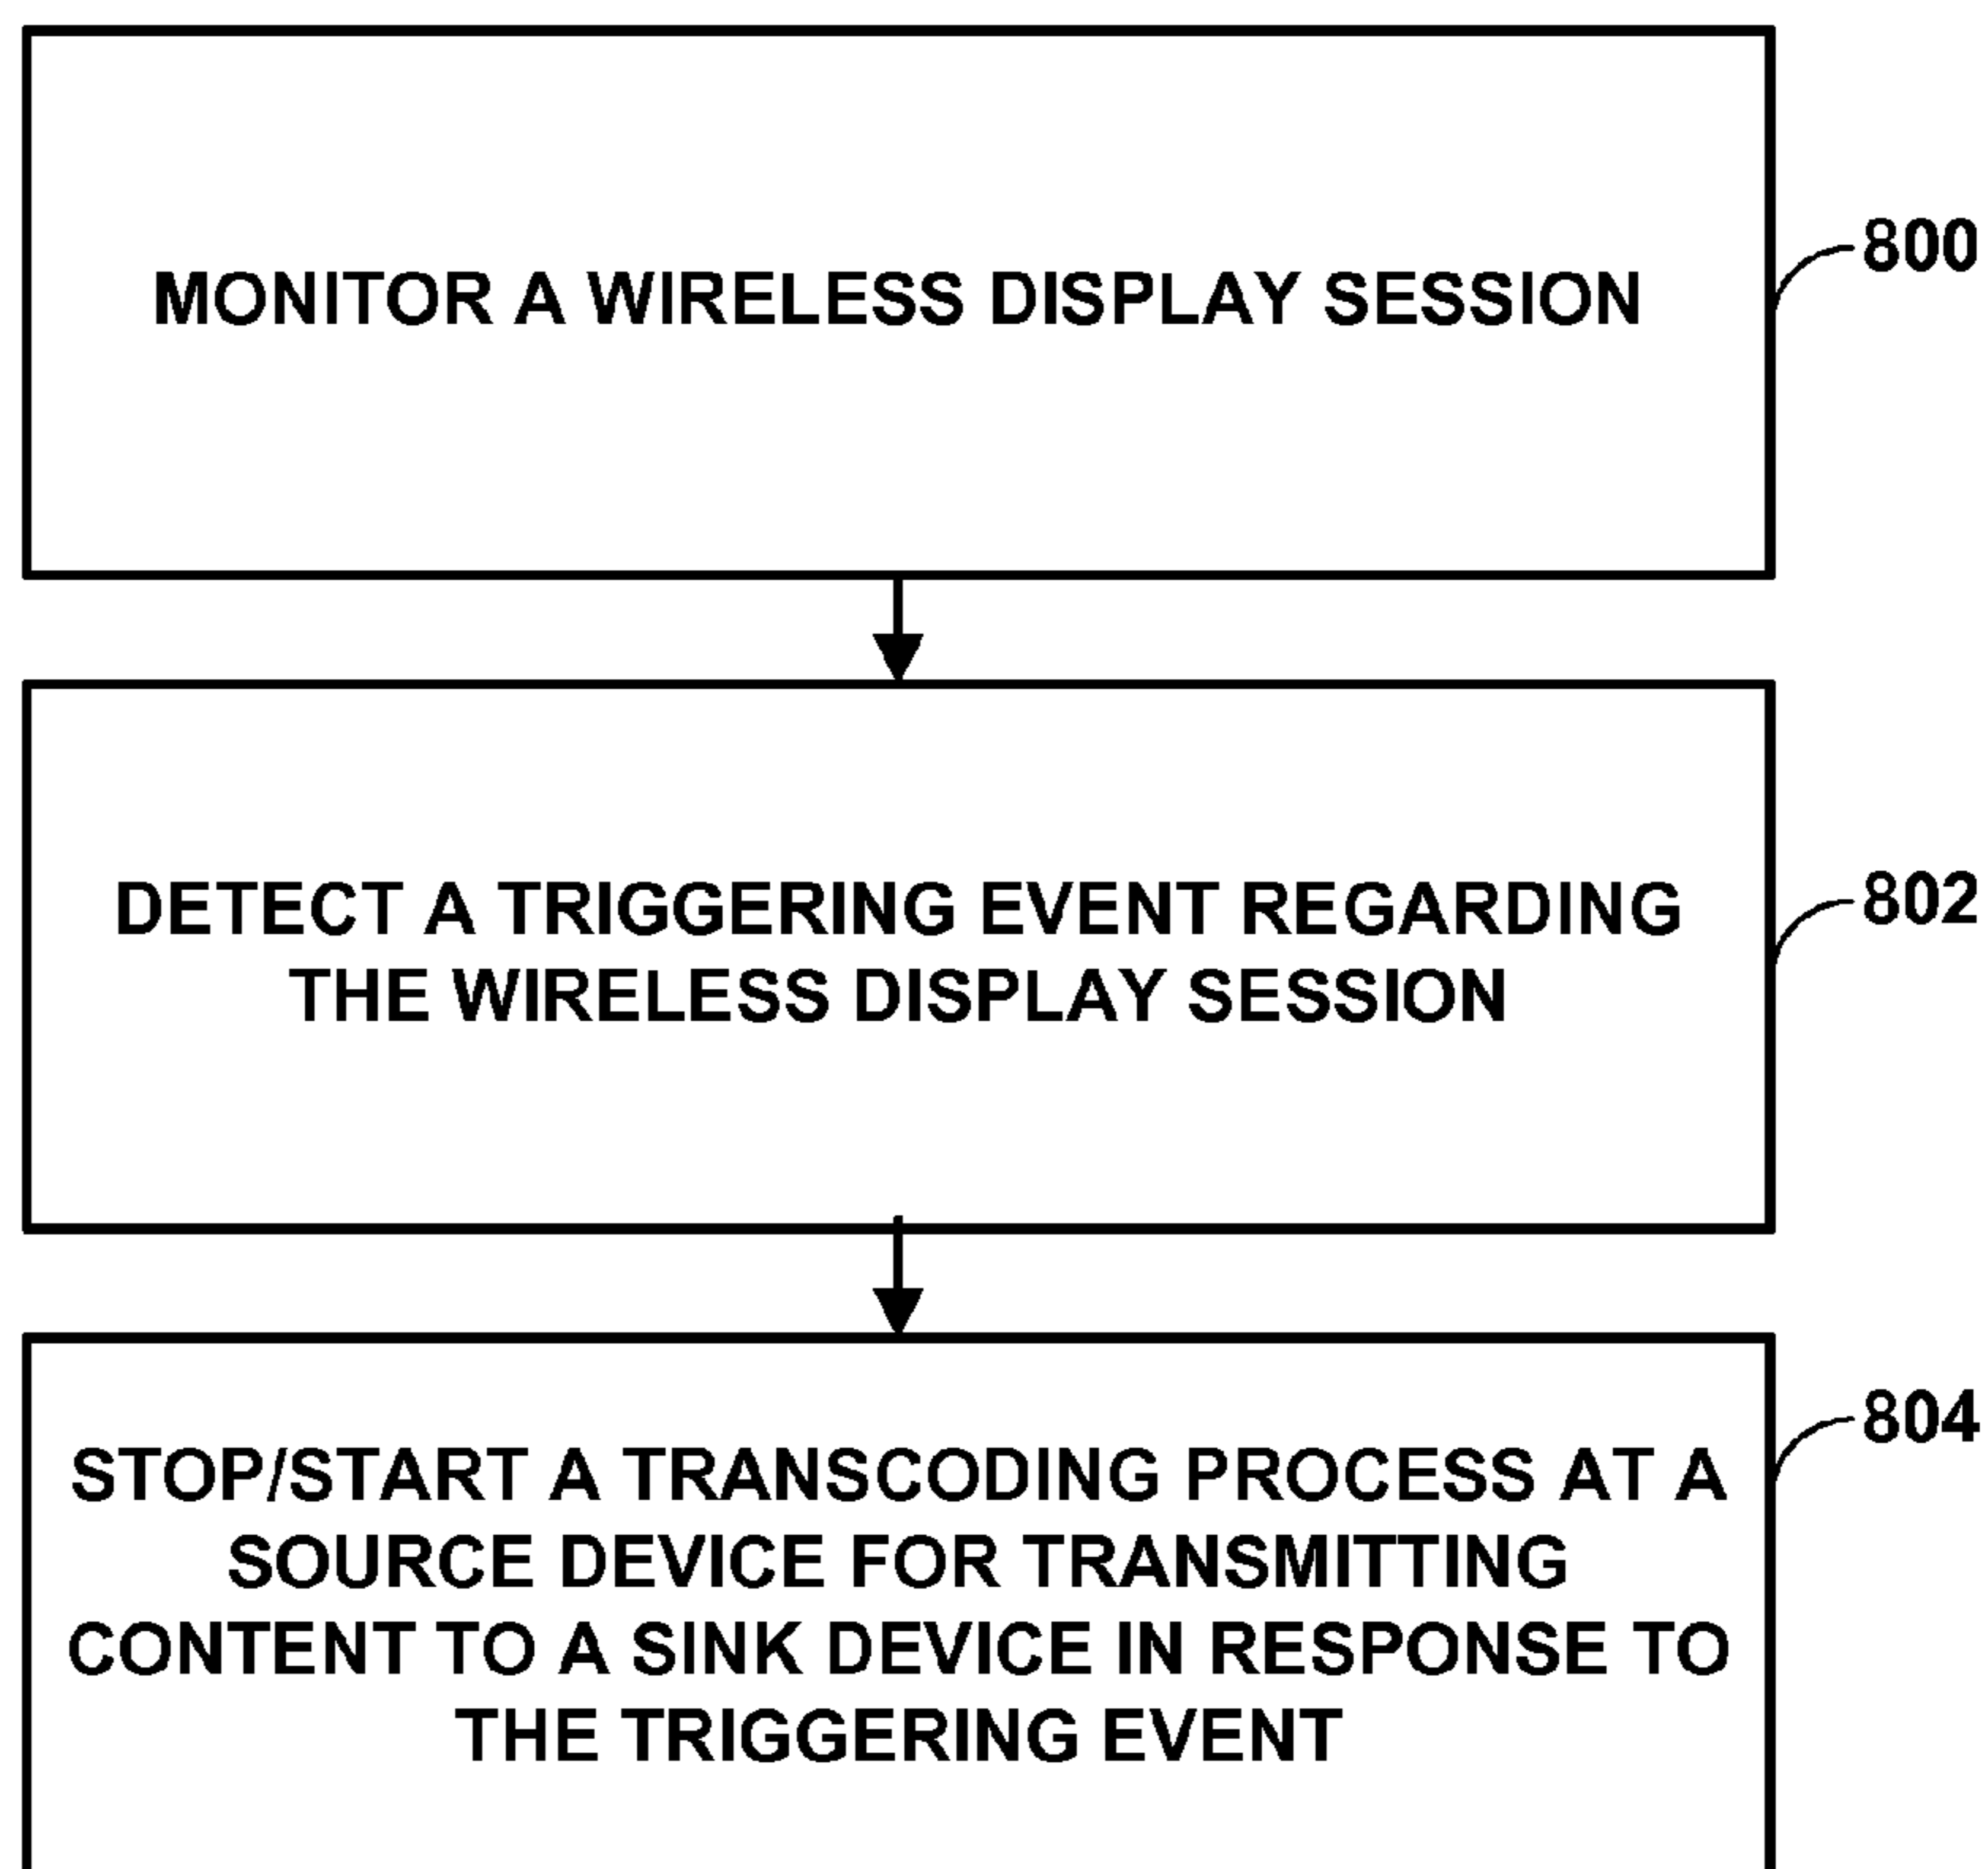 MONITOR A WIRELESS DISPLAY SESSION
800
DETECT A TRIGGERING EVENT REGARDING
THE WIRELESS DISPLAY SESSION
802
STOP/START A TRANSCODING PROCESS AT A
SOURCE DEVICE FOR TRANSMITTING
CONTENT TO A SINK DEVICE IN RESPONSE TO
THE TRIGGERING EVENT
804